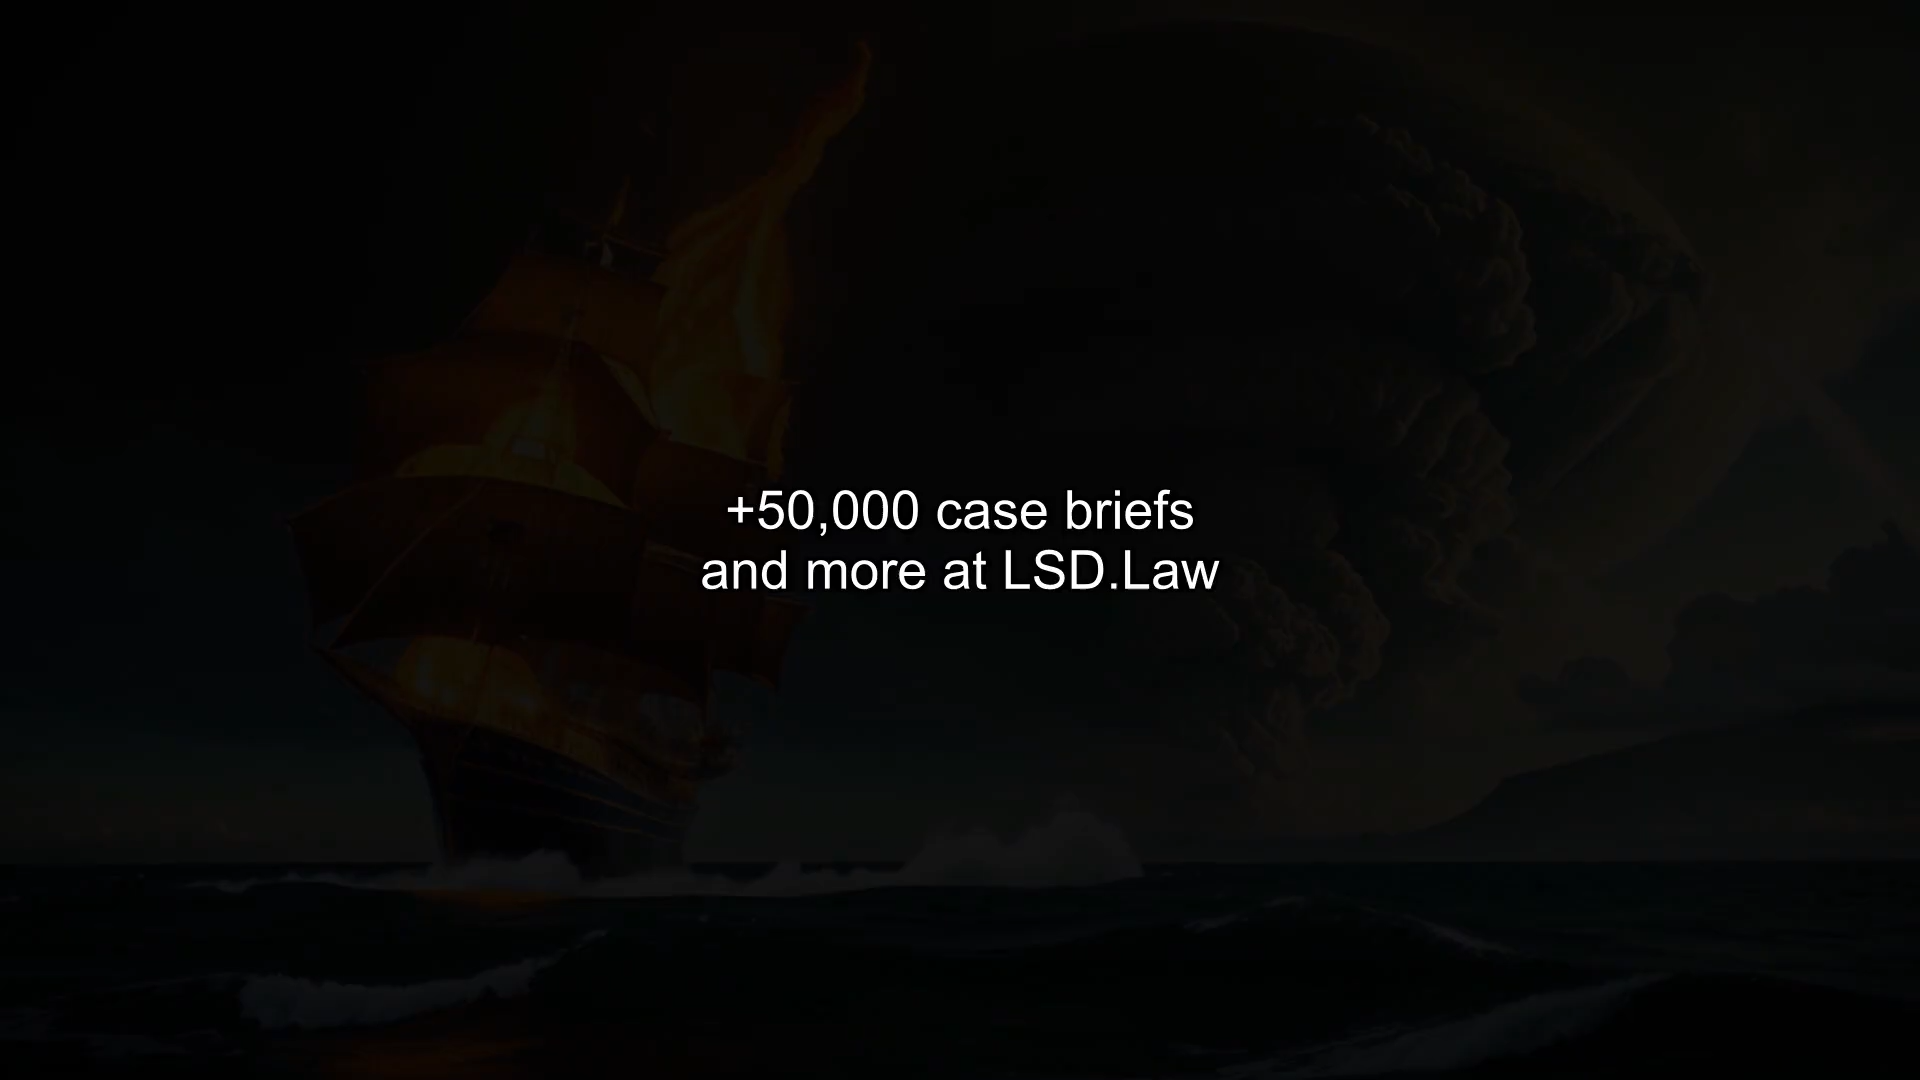 +50,000 case briefs
and more at LSD.Law